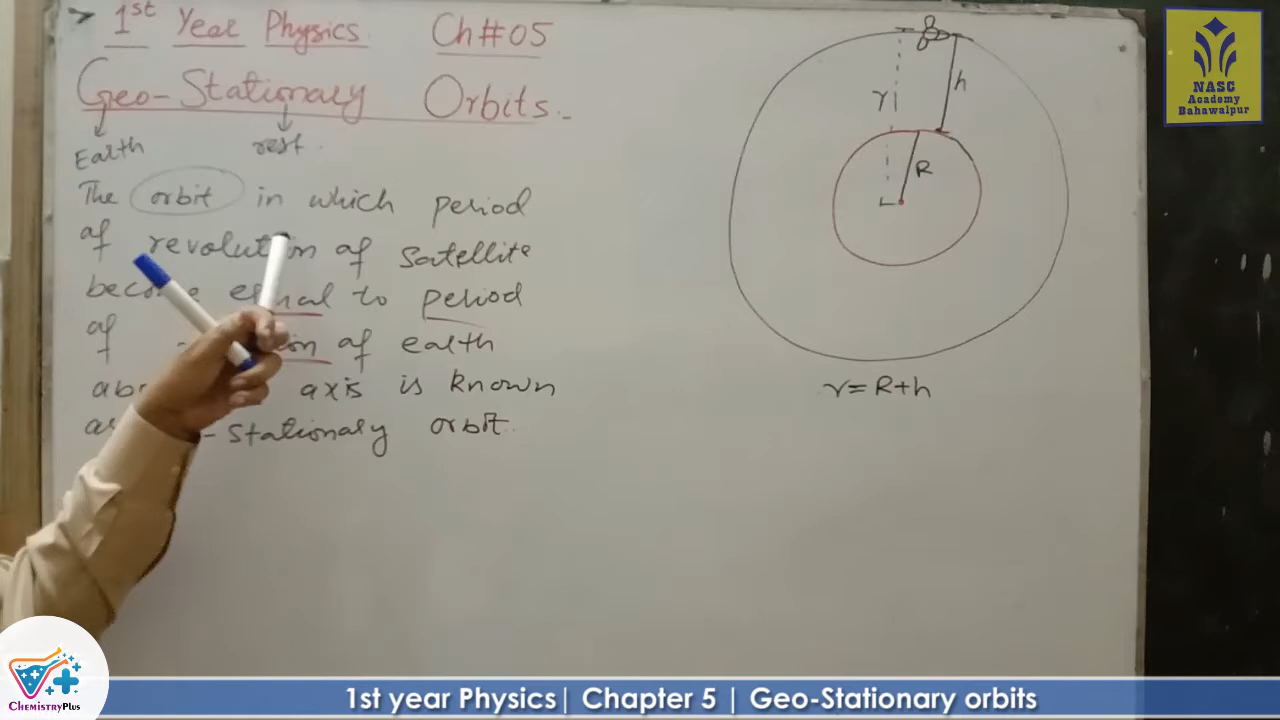 1st Year Physics Ch#05
Geo-Stationary Orbits.
Earth rest
The orbit in which period
of revolution of satellite
become equal to period
of of earth
axis is known
-Stationary orbit.
r
h
R
r=R+h
NASC
Academy
Bahawalpur
CHEMISTRYPLUS
1st year Physics| Chapter 5 | Geo-Stationary orbits